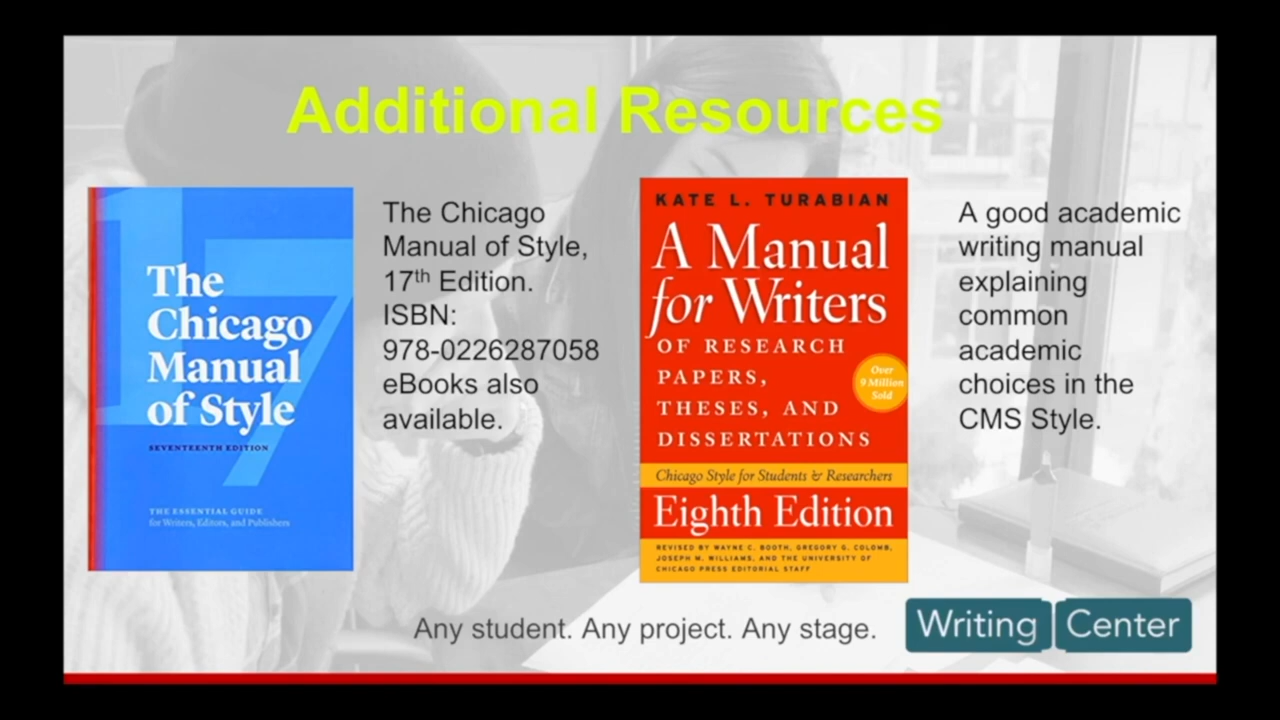 Additional Resources
The
Chicago
Manual
of Style
SEVENTEENTH EDITION
THE ESSENTIAL GUIDE
for Writers, Editors, and Publishers
The Chicago
Manual of Style,
17th Edition.
ISBN:
978-0226287058
eBooks also
available.
KATE L. TURABIAN
A Manual
for Writers
OF RESEARCH
PAPERS,
THESES, AND
DISSERTATIONS
Over
9 Million
Sold
Chicago Style for Students & Researchers
Eighth Edition
REVISED BY WAYNE C. BOOTH, GREGORY G. COLOMB,
JOSEPH M. WILLIAMS, AND THE UNIVERSITY OF
CHICAGO PRESS EDITORIAL STAFF
A good academic
writing manual
explaining
common
academic
choices in the
CMS Style.
Any student. Any project. Any stage.
Writing Center